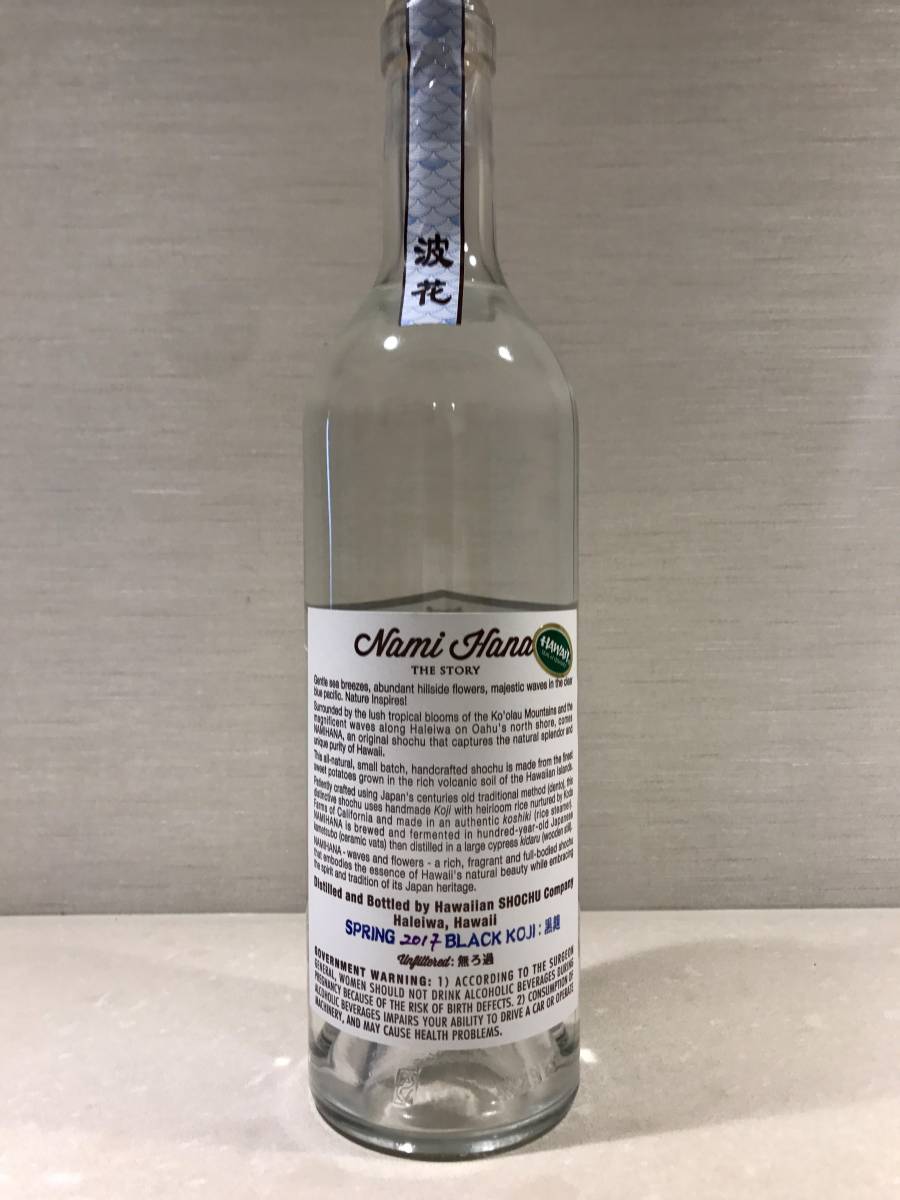 波
花
Nami Hana
HAWAII
THE STORY
Gentle sea breezes, abundant hillside flowers, majestic waves in the clear
blue pacific. Nature Inspires!
Surrounded by the lush tropical blooms of the Ko'olau Mountains and the
magnificent waves along Haleiwa on Oahu's north shore, comes
NAMIHANA, an original shochu that captures the natural splendor and
unique purity of Hawaii.
This all-natural, small batch, handcrafted shochu is made from the finest
sweet potatoes grown in the rich volcanic soil of the Hawaiian Islands.
Patiently crafted using Japan's centuries old traditional method (dento), this
distinctive shochu uses handmade Koji with heirloom rice nurtured by Koda
Farms of California and made in an authentic koshiki (rice steamer).
NAMIHANA is brewed and fermented in hundred-year-old Japanese
kametsubo (ceramic vats) then distilled in a large cypress kidaru (wooden still).
NAMIHANA - waves and flowers - a rich, fragrant and full-bodied shochu
that embodies the essence of Hawaii's natural beauty while embracing
the spirit and tradition of its Japan heritage.
Distilled and Bottled by Hawaiian SHOCHU Company
Haleiwa, Hawaii
SPRING 2017 BLACK KOJI: 黒麹
Unfiltered: 無ろ過
GOVERNMENT WARNING: 1) ACCORDING TO THE SURGEON
GENERAL, WOMEN SHOULD NOT DRINK ALCOHOLIC BEVERAGES DURING
PREGNANCY BECAUSE OF THE RISK OF BIRTH DEFECTS. 2) CONSUMPTION OF
ALCOHOLIC BEVERAGES IMPAIRS YOUR ABILITY TO DRIVE A CAR OR OPERATE
MACHINERY, AND MAY CAUSE HEALTH PROBLEMS.